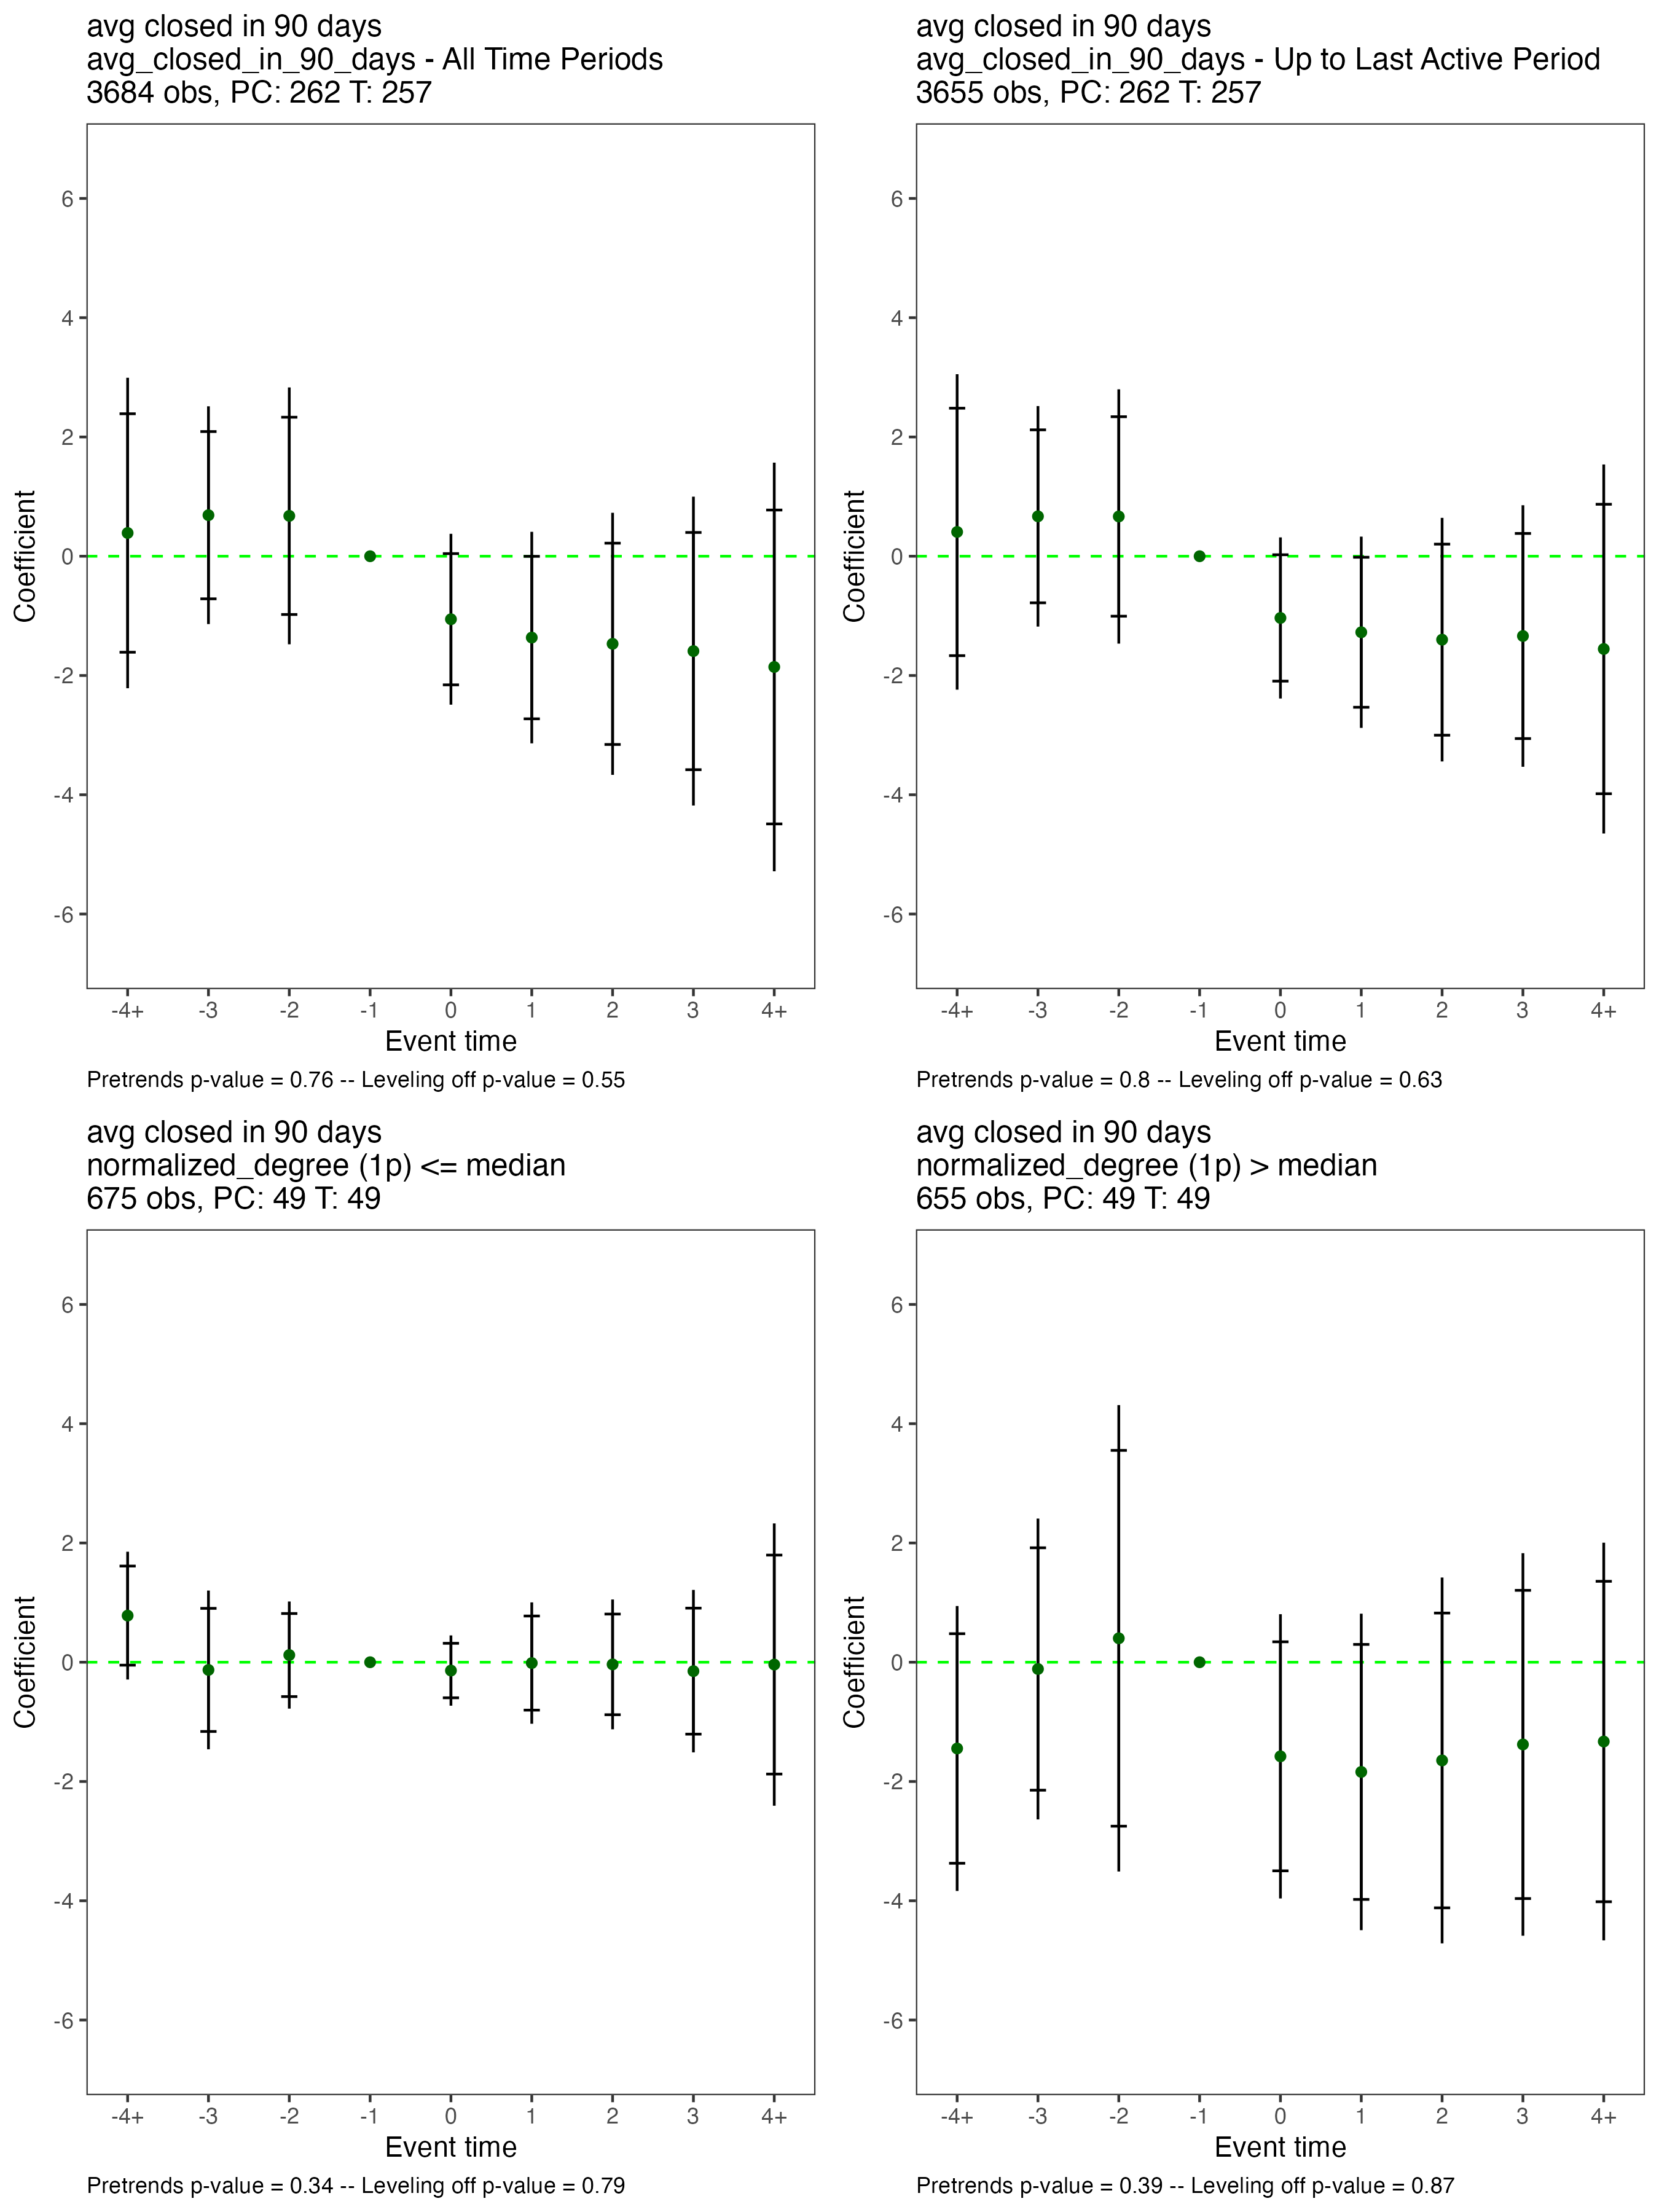 avg closed in 90 days
avg_closed_in_90_days - All Time Periods
3684 obs, PC: 262 T: 257
6
4
2
0
-2
-4
-6
Coefficient
-4+ -3 -2 -1 0 1 2 3 4+
Event time
Pretrends p-value = 0.76 -- Leveling off p-value = 0.55
avg closed in 90 days
avg_closed_in_90_days - Up to Last Active Period
3655 obs, PC: 262 T: 257
6
4
2
0
-2
-4
-6
Coefficient
-4+ -3 -2 -1 0 1 2 3 4+
Event time
Pretrends p-value = 0.8 -- Leveling off p-value = 0.63
avg closed in 90 days
normalized_degree (1p) <= median
675 obs, PC: 49 T: 49
6
4
2
0
-2
-4
-6
Coefficient
-4+ -3 -2 -1 0 1 2 3 4+
Event time
Pretrends p-value = 0.34 -- Leveling off p-value = 0.79
avg closed in 90 days
normalized_degree (1p) > median
655 obs, PC: 49 T: 49
6
4
2
0
-2
-4
-6
Coefficient
-4+ -3 -2 -1 0 1 2 3 4+
Event time
Pretrends p-value = 0.39 -- Leveling off p-value = 0.87